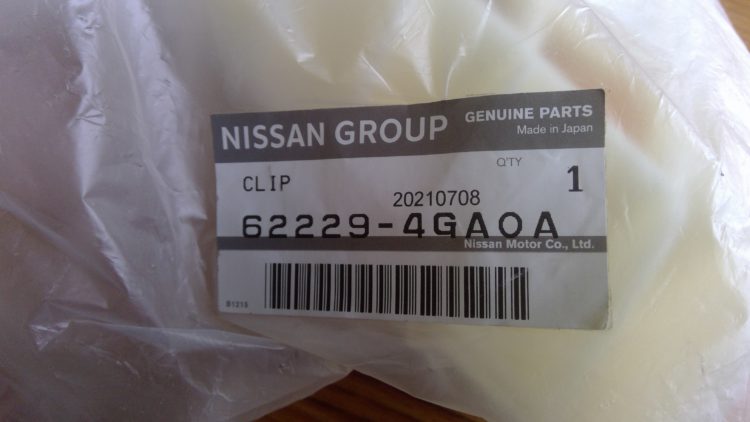 NISSAN GROUP
GENUINE PARTS
Made in Japan
Q'TY
CLIP
1
20210708
62229-4GA0A
Nissan Motor Co., Ltd.
B1215